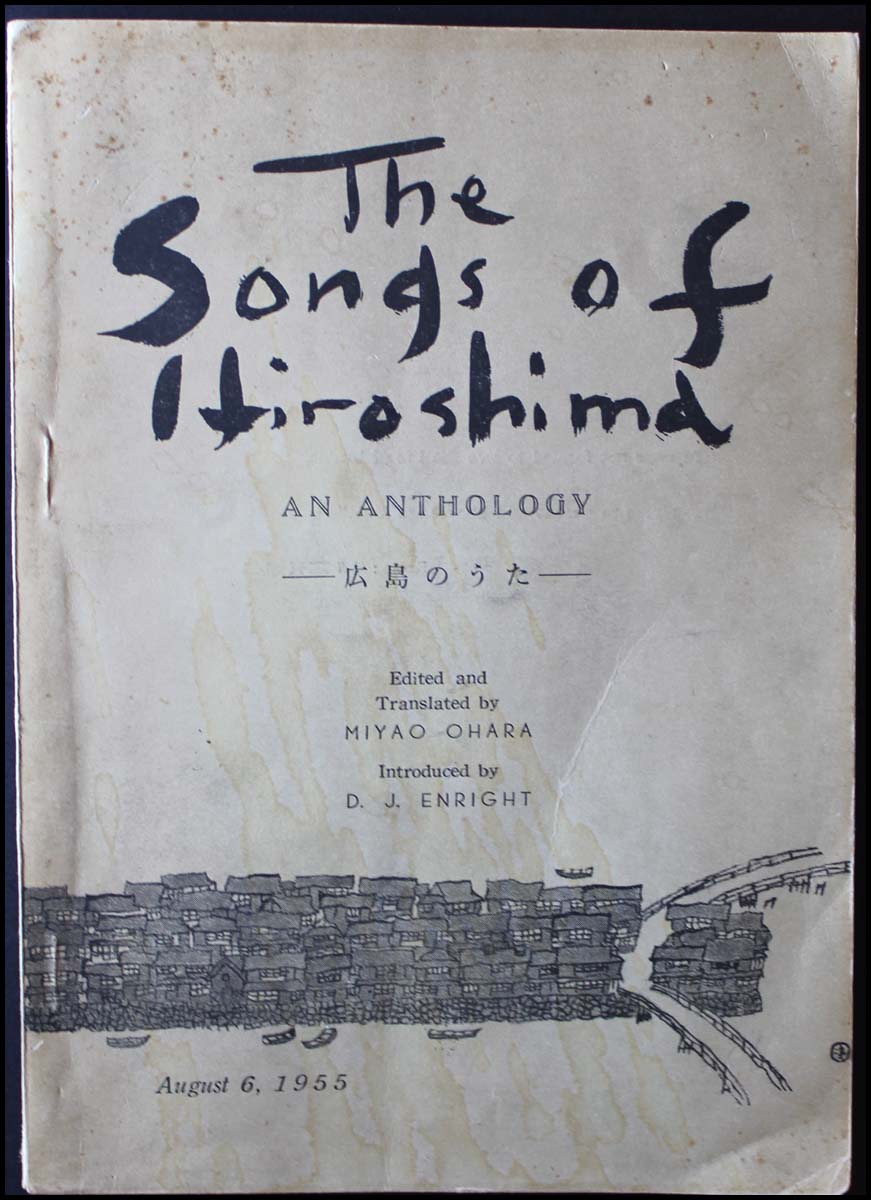 The
Songs of
Hiroshima
AN ANTHOLOGY
広島のうた
Edited and
Translated by
MIYAO OHARA
Introduced by
D. J. ENRIGHT
August 6, 1955